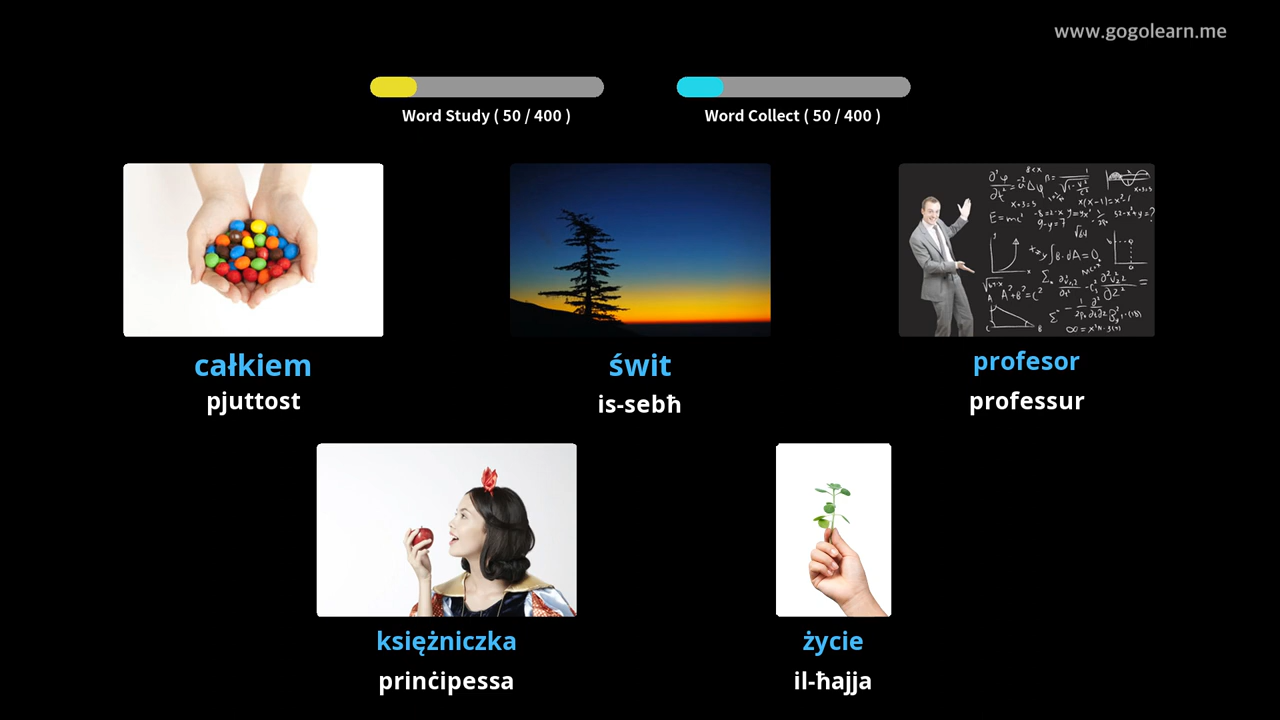 www.gogolearn.me
Word Study ( 50 / 400 )
Word Collect ( 50 / 400 )
całkiem
pjuttost
świt
is-sebħ
profesor
professur
księżniczka
prinċipessa
życie
il-ħajja